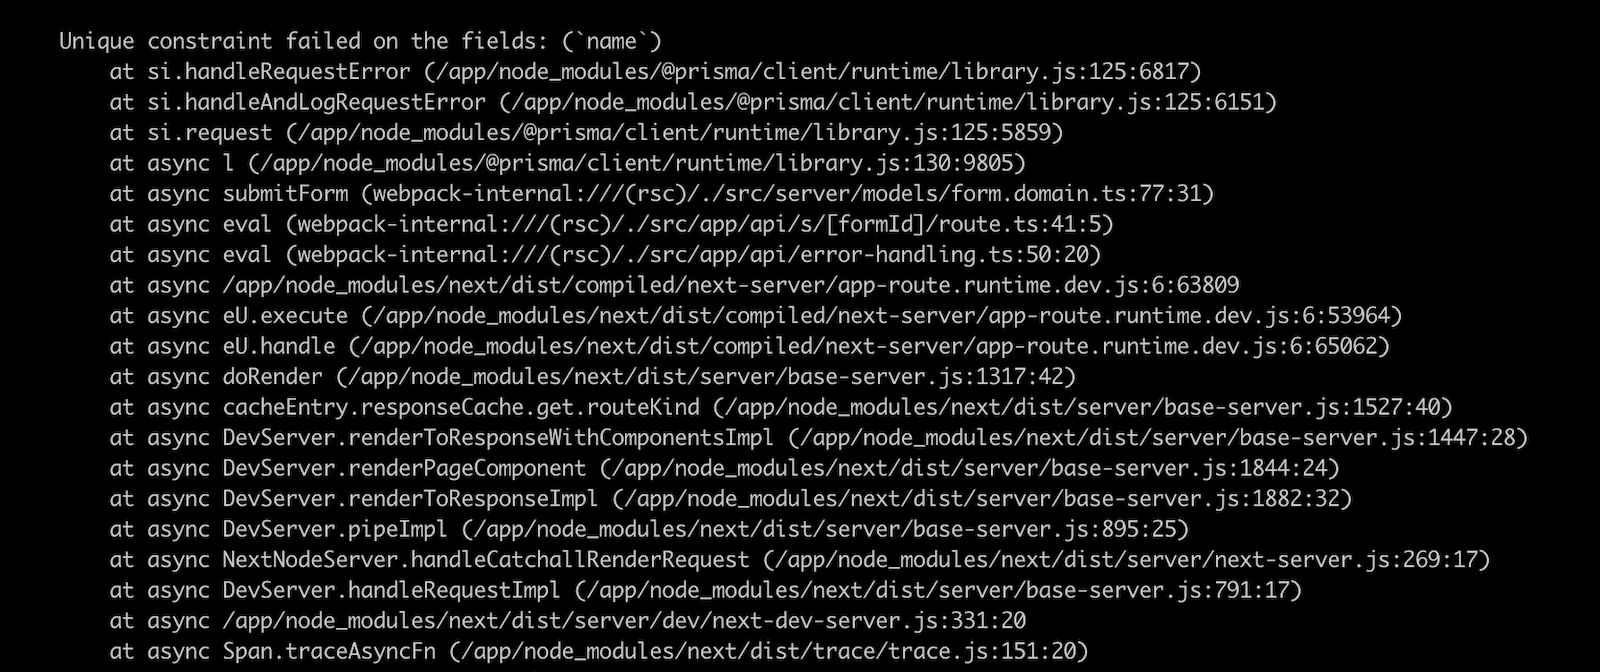 Unique constraint failed on the fields: (`name`)
at si.handleRequestError (/app/node_modules/@prisma/client/runtime/library.js:125:6817)
at si.handleAndLogRequestError (/app/node_modules/@prisma/client/runtime/library.js:125:6151)
at si.request (/app/node_modules/@prisma/client/runtime/library.js:125:5859)
at async l (/app/node_modules/@prisma/client/runtime/library.js:130:9805)
at async submitForm (webpack-internal:///(rsc)/./src/server/models/form.domain.ts:77:31)
at async eval (webpack-internal:///(rsc)/./src/app/api/s/[formId]/route.ts:41:5)
at async eval (webpack-internal:///(rsc)/./src/app/api/error-handling.ts:50:20)
at async /app/node_modules/next/dist/compiled/next-server/app-route.runtime.dev.js:6:63809
at async eU.execute (/app/node_modules/next/dist/compiled/next-server/app-route.runtime.dev.js:6:53964)
at async eU.handle (/app/node_modules/next/dist/compiled/next-server/app-route.runtime.dev.js:6:65062)
at async doRender (/app/node_modules/next/dist/server/base-server.js:1317:42)
at async cacheEntry.responseCache.get.routeKind (/app/node_modules/next/dist/server/base-server.js:1527:40)
at async DevServer.renderToResponseWithComponentsImpl (/app/node_modules/next/dist/server/base-server.js:1447:28)
at async DevServer.renderPageComponent (/app/node_modules/next/dist/server/base-server.js:1844:24)
at async DevServer.renderToResponseImpl (/app/node_modules/next/dist/server/base-server.js:1882:32)
at async DevServer.pipeImpl (/app/node_modules/next/dist/server/base-server.js:895:25)
at async NextNodeServer.handleCatchallRenderRequest (/app/node_modules/next/dist/server/next-server.js:269:17)
at async DevServer.handleRequestImpl (/app/node_modules/next/dist/server/base-server.js:791:17)
at async /app/node_modules/next/dist/server/dev/next-dev-server.js:331:20
at async Span.traceAsyncFn (/app/node_modules/next/dist/trace/trace.js:151:20)